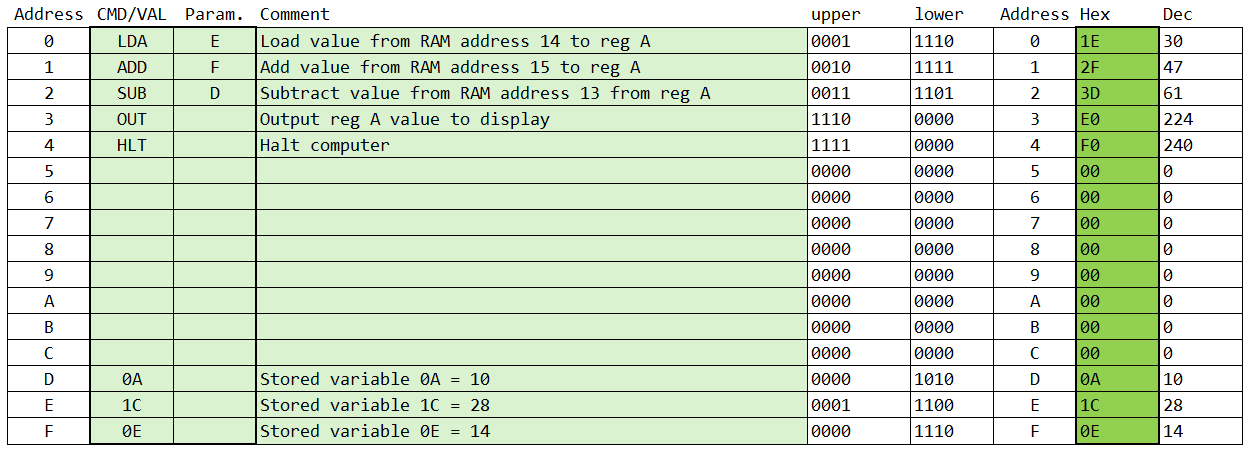 Address CMD/VAL Param. Comment upper lower Address Hex Dec
0 LDA E Load value from RAM address 14 to reg A 0001 1110 0 1E 30
1 ADD F Add value from RAM address 15 to reg A 0010 1111 1 2F 47
2 SUB D Subtract value from RAM address 13 from reg A 0011 1101 2 3D 61
3 OUT Output reg A value to display 1110 0000 3 E0 224
4 HLT Halt computer 1111 0000 4 F0 240
5 0000 0000 5 00 0
6 0000 0000 6 00 0
7 0000 0000 7 00 0
8 0000 0000 8 00 0
9 0000 0000 9 00 0
A 0000 0000 A 00 0
B 0000 0000 B 00 0
C 0000 0000 C 00 0
D 0A Stored variable 0A = 10 0000 1010 D 0A 10
E 1C Stored variable 1C = 28 0001 1100 E 1C 28
F 0E Stored variable 0E = 14 0000 1110 F 0E 14